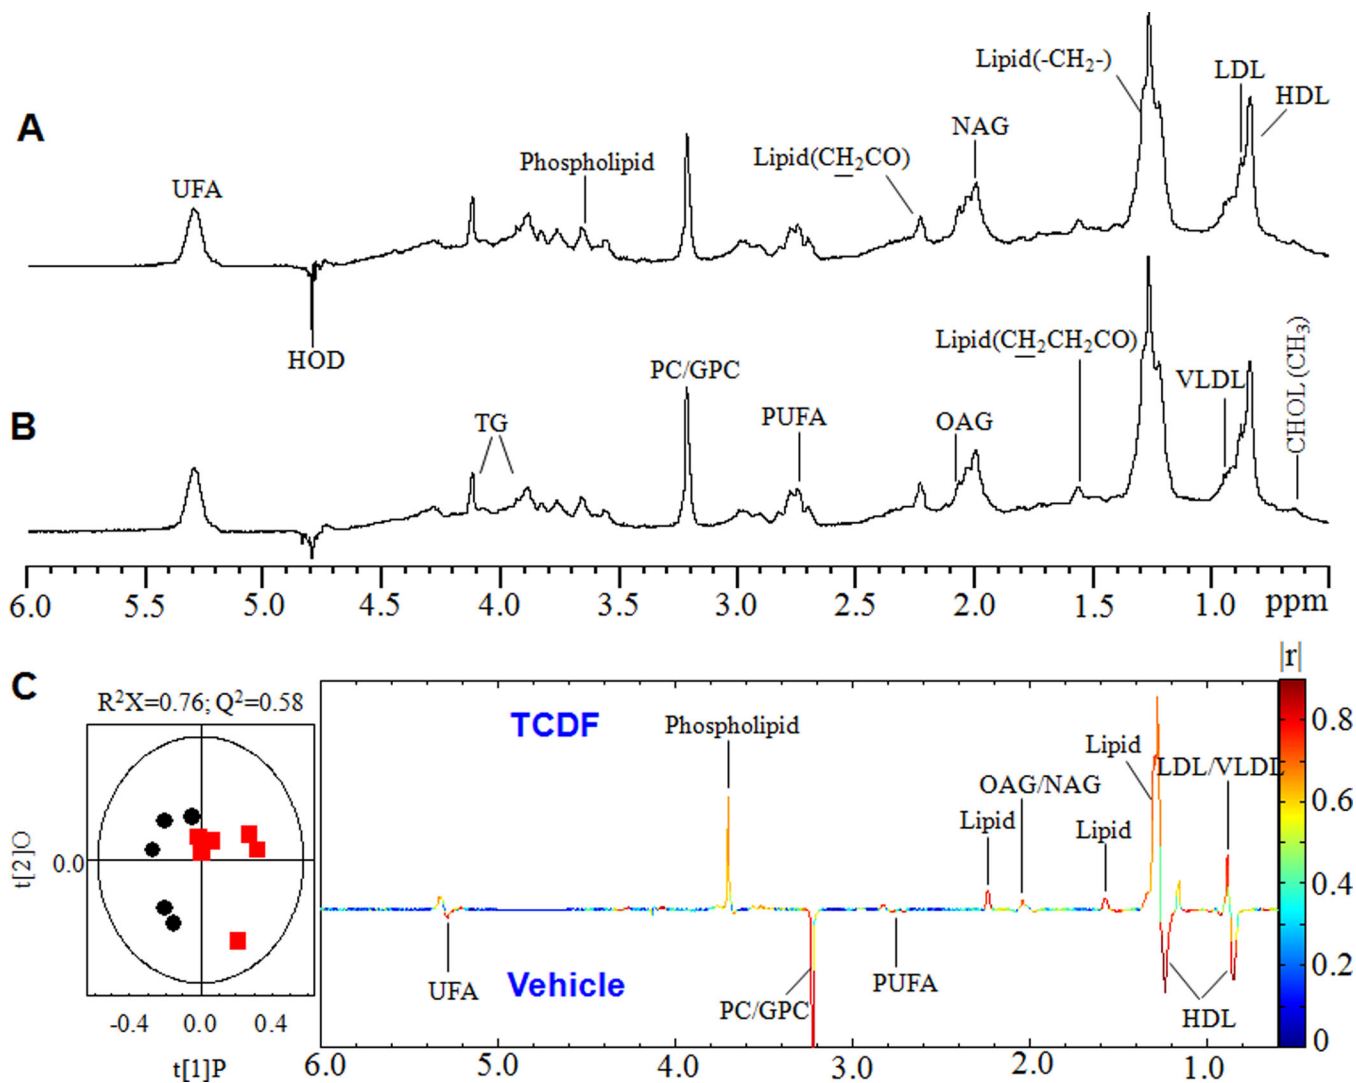 A
UFA
HOD
Phospholipid
Lipid(CH₂CO)
NAG
Lipid(-CH₂-)
LDL
HDL
B
TG
PC/GPC
PUFA
OAG
Lipid(CH₂CH₂CO)
VLDL
CHOL(CH₃)
6.0 5.5 5.0 4.5 4.0 3.5 3.0 2.5 2.0 1.5 1.0 ppm
C
R²X=0.76; Q²=0.58
t[2]O
0.0
-0.4 0.0 0.4
t[1]P
TCDF
Vehicle
Phospholipid
UFA
PC/GPC
PUFA
Lipid
OAG/NAG
Lipid
Lipid
LDL/VLDL
HDL
6.0 5.0 4.0 3.0 2.0 1.0
|r|
0.8
0.6
0.4
0.2
0